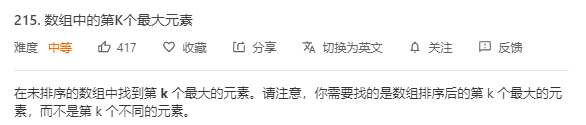 215. 数组中的第K个最大元素
难度 中等 417 收藏 分享 切换为英文 关注 反馈
在未排序的数组中找到第 k 个最大的元素。请注意，你需要找的是数组排序后的第 k 个最大的元
素，而不是第 k 个不同的元素。